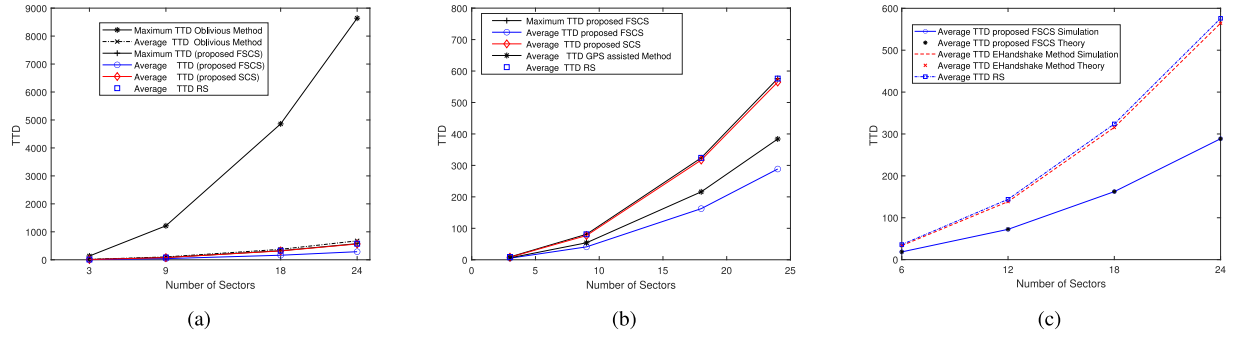 9000
8000
7000
6000
5000
4000
3000
2000
1000
0
TTD
Maximum TTD Oblivious Method
Average TTD Oblivious Method
Maximum TTD (proposed FSCS)
Average TTD (proposed FSCS)
Average TTD (proposed SCS)
Average TTD RS
3 9 18 24
Number of Sectors
(a)
800
700
600
500
400
300
200
100
0
TTD
Maximum TTD proposed FSCS
Average TTD proposed FSCS
Average TTD proposed SCS
Average TTD GPS assisted Method
Average TTD RS
0 5 10 15 20 25
Number of Sectors
(b)
600
500
400
300
200
100
0
TTD
Average TTD proposed FSCS Simulation
Average TTD proposed FSCS Theory
Average TTD EHandshake Method Simulation
Average TTD EHandshake Method Theory
Average TTD RS
6 12 18 24
Number of Sectors
(c)